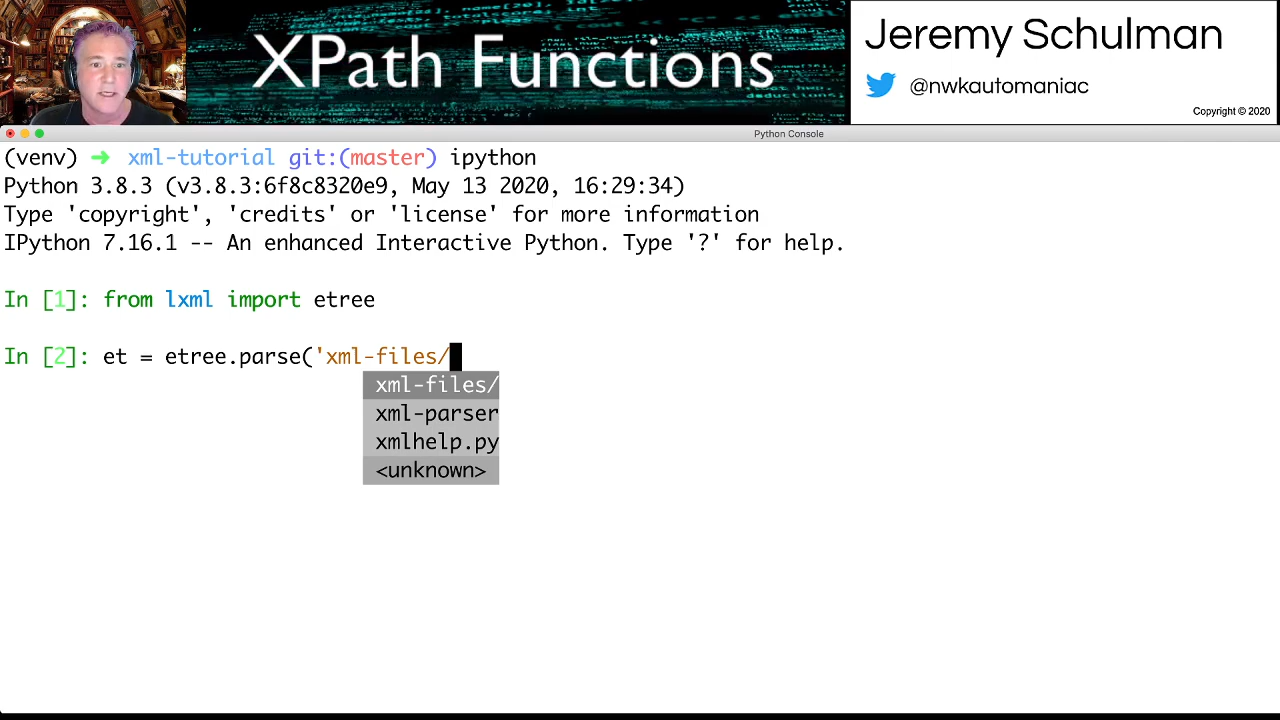 XPath Functions
Jeremy Schulman
@nwkautomaniac
Copyright © 2020
Python Console
(venv) ➜ xml-tutorial git:(master) ipython
Python 3.8.3 (v3.8.3:6f8c8320e9, May 13 2020, 16:29:34)
Type 'copyright', 'credits' or 'license' for more information
IPython 7.16.1 -- An enhanced Interactive Python. Type '?' for help.
In [1]: from lxml import etree
In [2]: et = etree.parse('xml-files/
xml-files/
xml-parser
xmlhelp.py
<unknown>